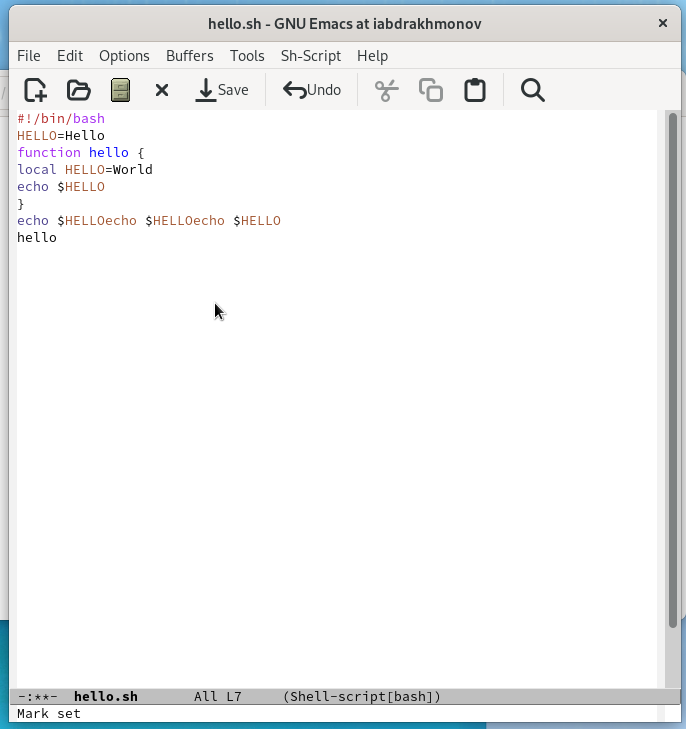 hello.sh - GNU Emacs at iabdrakhmonov ×
File Edit Options Buffers Tools Sh-Script Help
Save Undo
#!/bin/bash
HELLO=Hello
function hello {
local HELLO=World
echo $HELLO
}
echo $HELLOecho $HELLOecho $HELLO
hello
-:**- hello.sh All L7 (Shell-script[bash])
Mark set